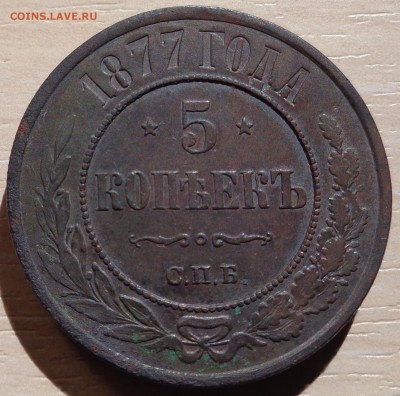 COINS.LAVE.RU
1877 ГОДА
5
КОПѢЕКЪ
С.П.Б.